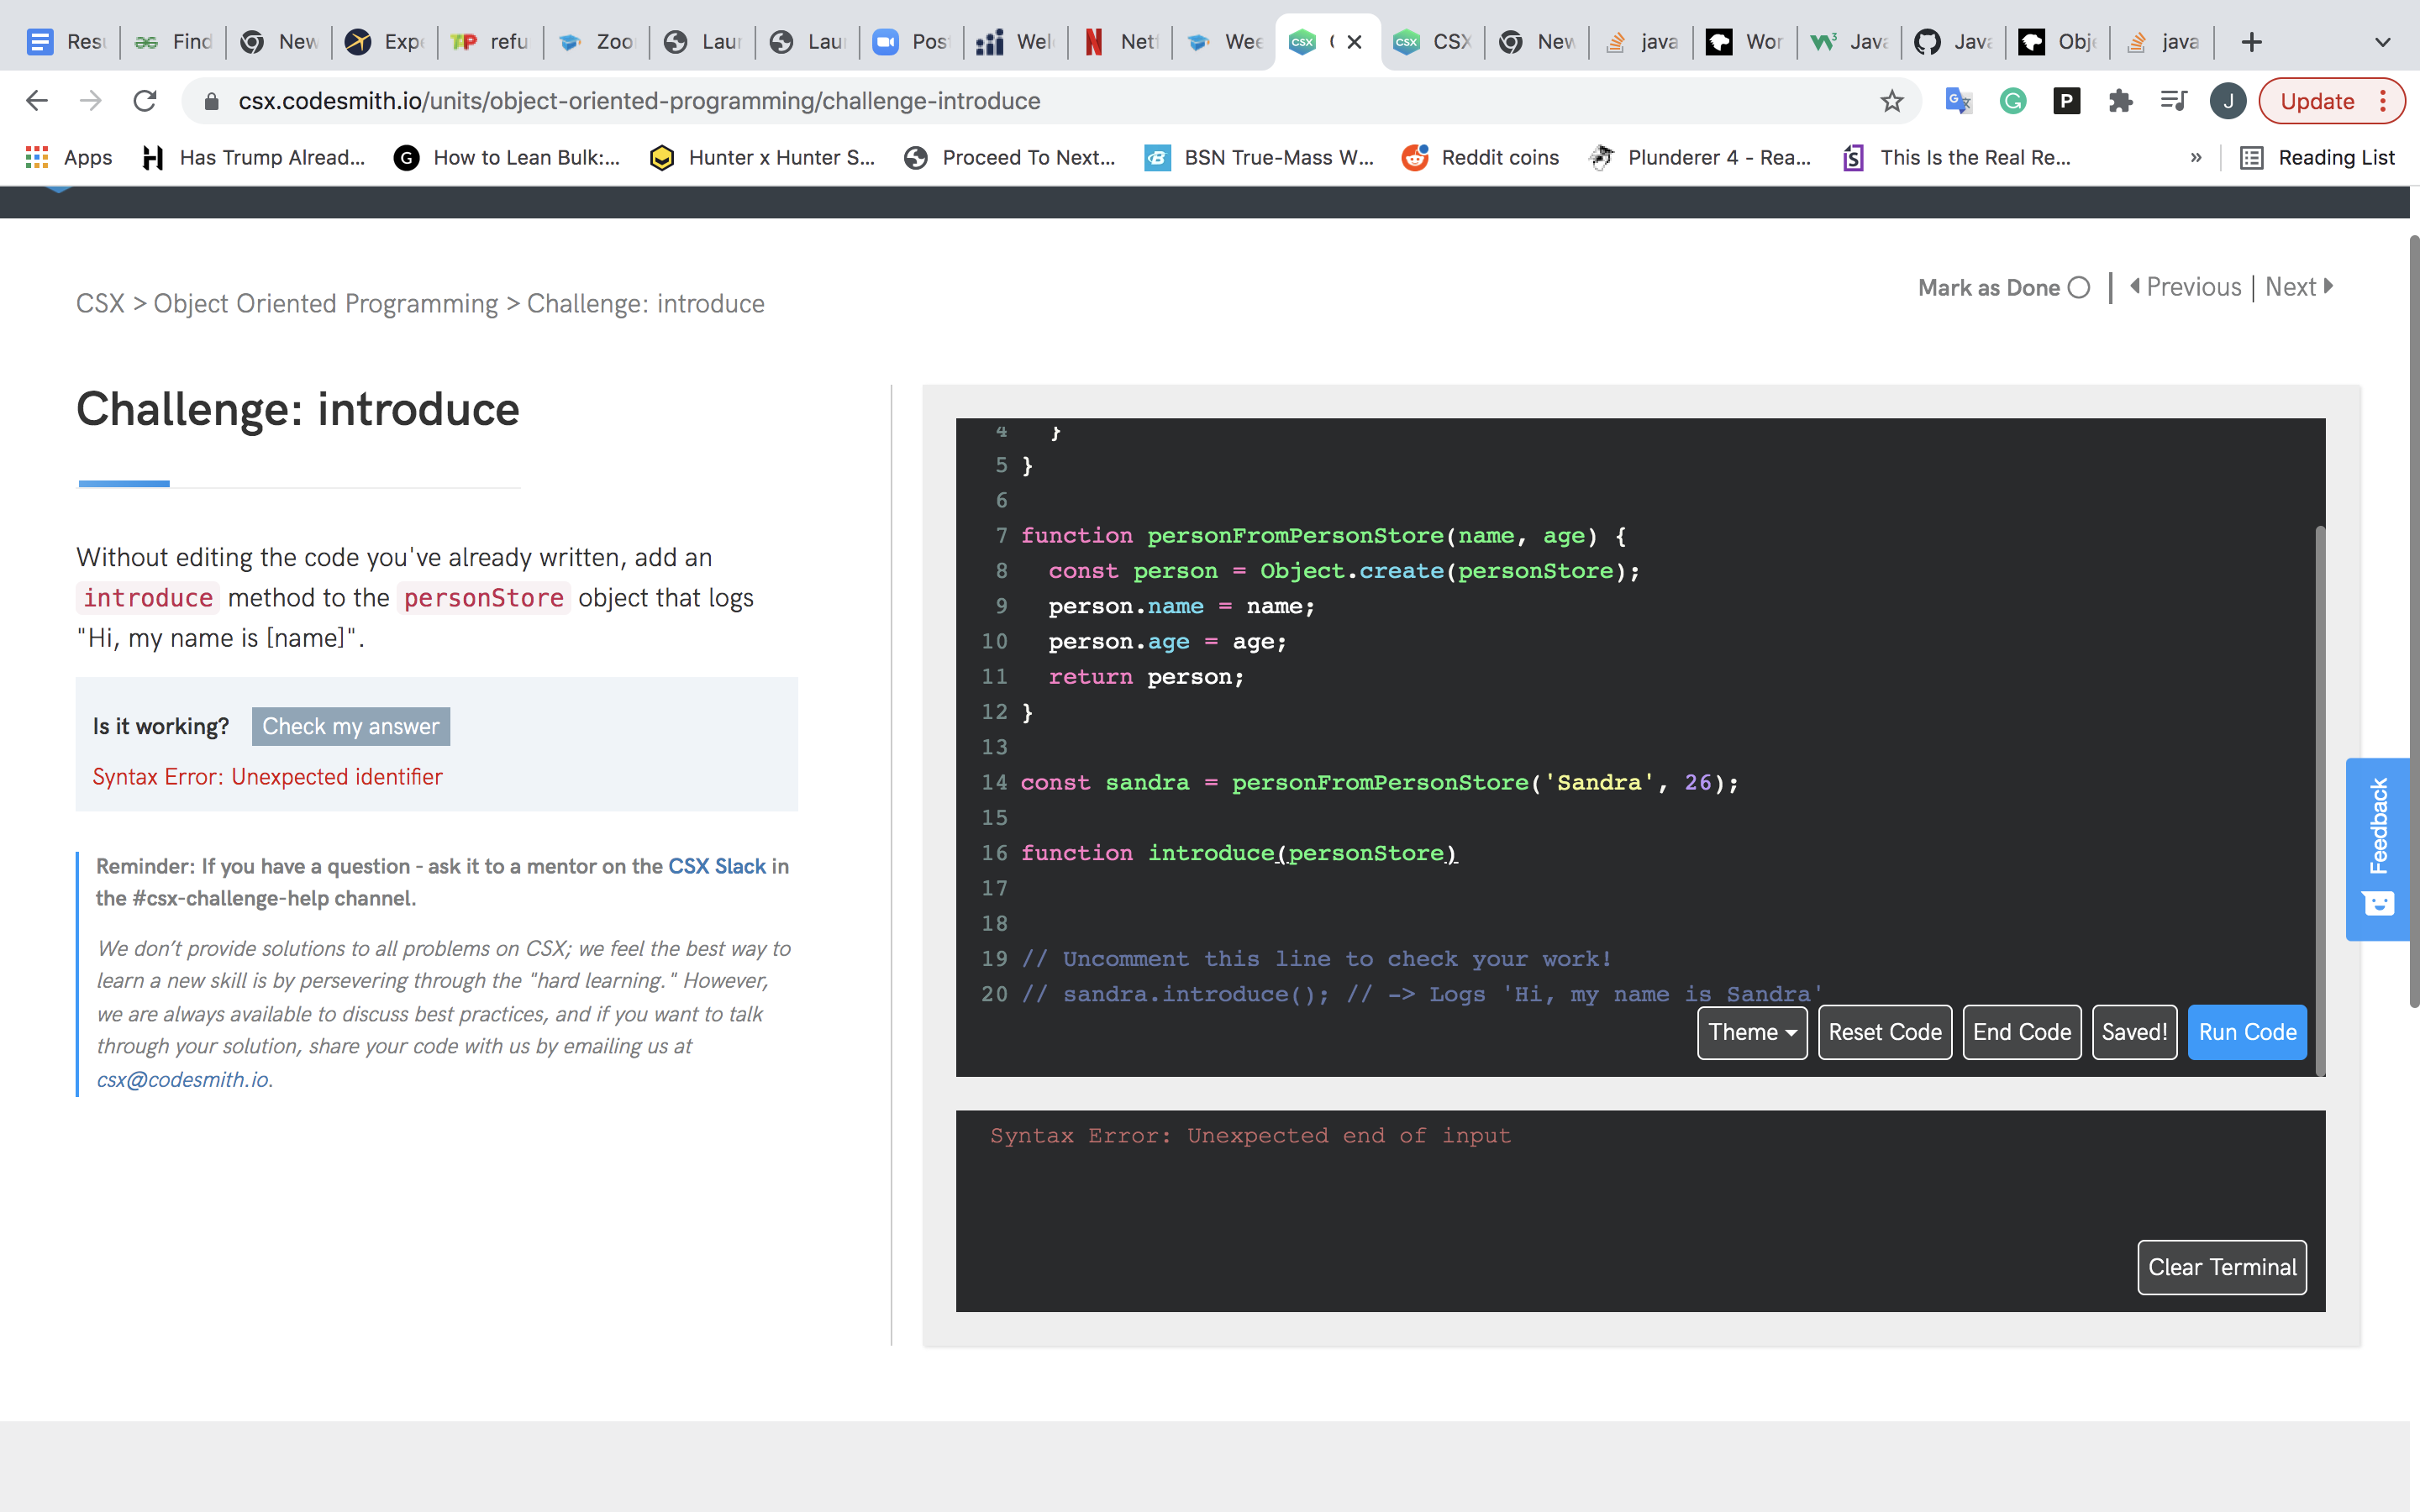 Resu
Find
New
Expe
TP refu
Zoo
Laun
Lau
Post
Wel
Netf
Wee
CSX (
CSX CSX
New
java
Wor
Java
Java
Obje
java
csx.codesmith.io/units/object-oriented-programming/challenge-introduce
P
J
Update
Apps
Has Trump Alread...
G How to Lean Bulk:...
Hunter x Hunter S...
Proceed To Next...
B BSN True-Mass W...
Reddit coins
Plunderer 4 - Rea...
S This Is the Real Re...
»
Reading List
CSX > Object Oriented Programming > Challenge: introduce
Mark as Done | Previous | Next
Challenge: introduce
Without editing the code you've already written, add an
introduce method to the personStore object that logs
"Hi, my name is [name]".
Is it working? Check my answer
Syntax Error: Unexpected identifier
Reminder: If you have a question - ask it to a mentor on the CSX Slack in
the #csx-challenge-help channel.
We don’t provide solutions to all problems on CSX; we feel the best way to
learn a new skill is by persevering through the "hard learning." However,
we are always available to discuss best practices, and if you want to talk
through your solution, share your code with us by emailing us at
csx@codesmith.io.
4 }
5 }
6
7 function personFromPersonStore(name, age) {
8 const person = Object.create(personStore);
9 person.name = name;
10 person.age = age;
11 return person;
12 }
13
14 const sandra = personFromPersonStore('Sandra', 26);
15
16 function introduce(personStore)
17
18
19 // Uncomment this line to check your work!
20 // sandra.introduce(); // -> Logs 'Hi, my name is Sandra'
Theme Reset Code End Code Saved! Run Code
Syntax Error: Unexpected end of input
Clear Terminal
Feedback